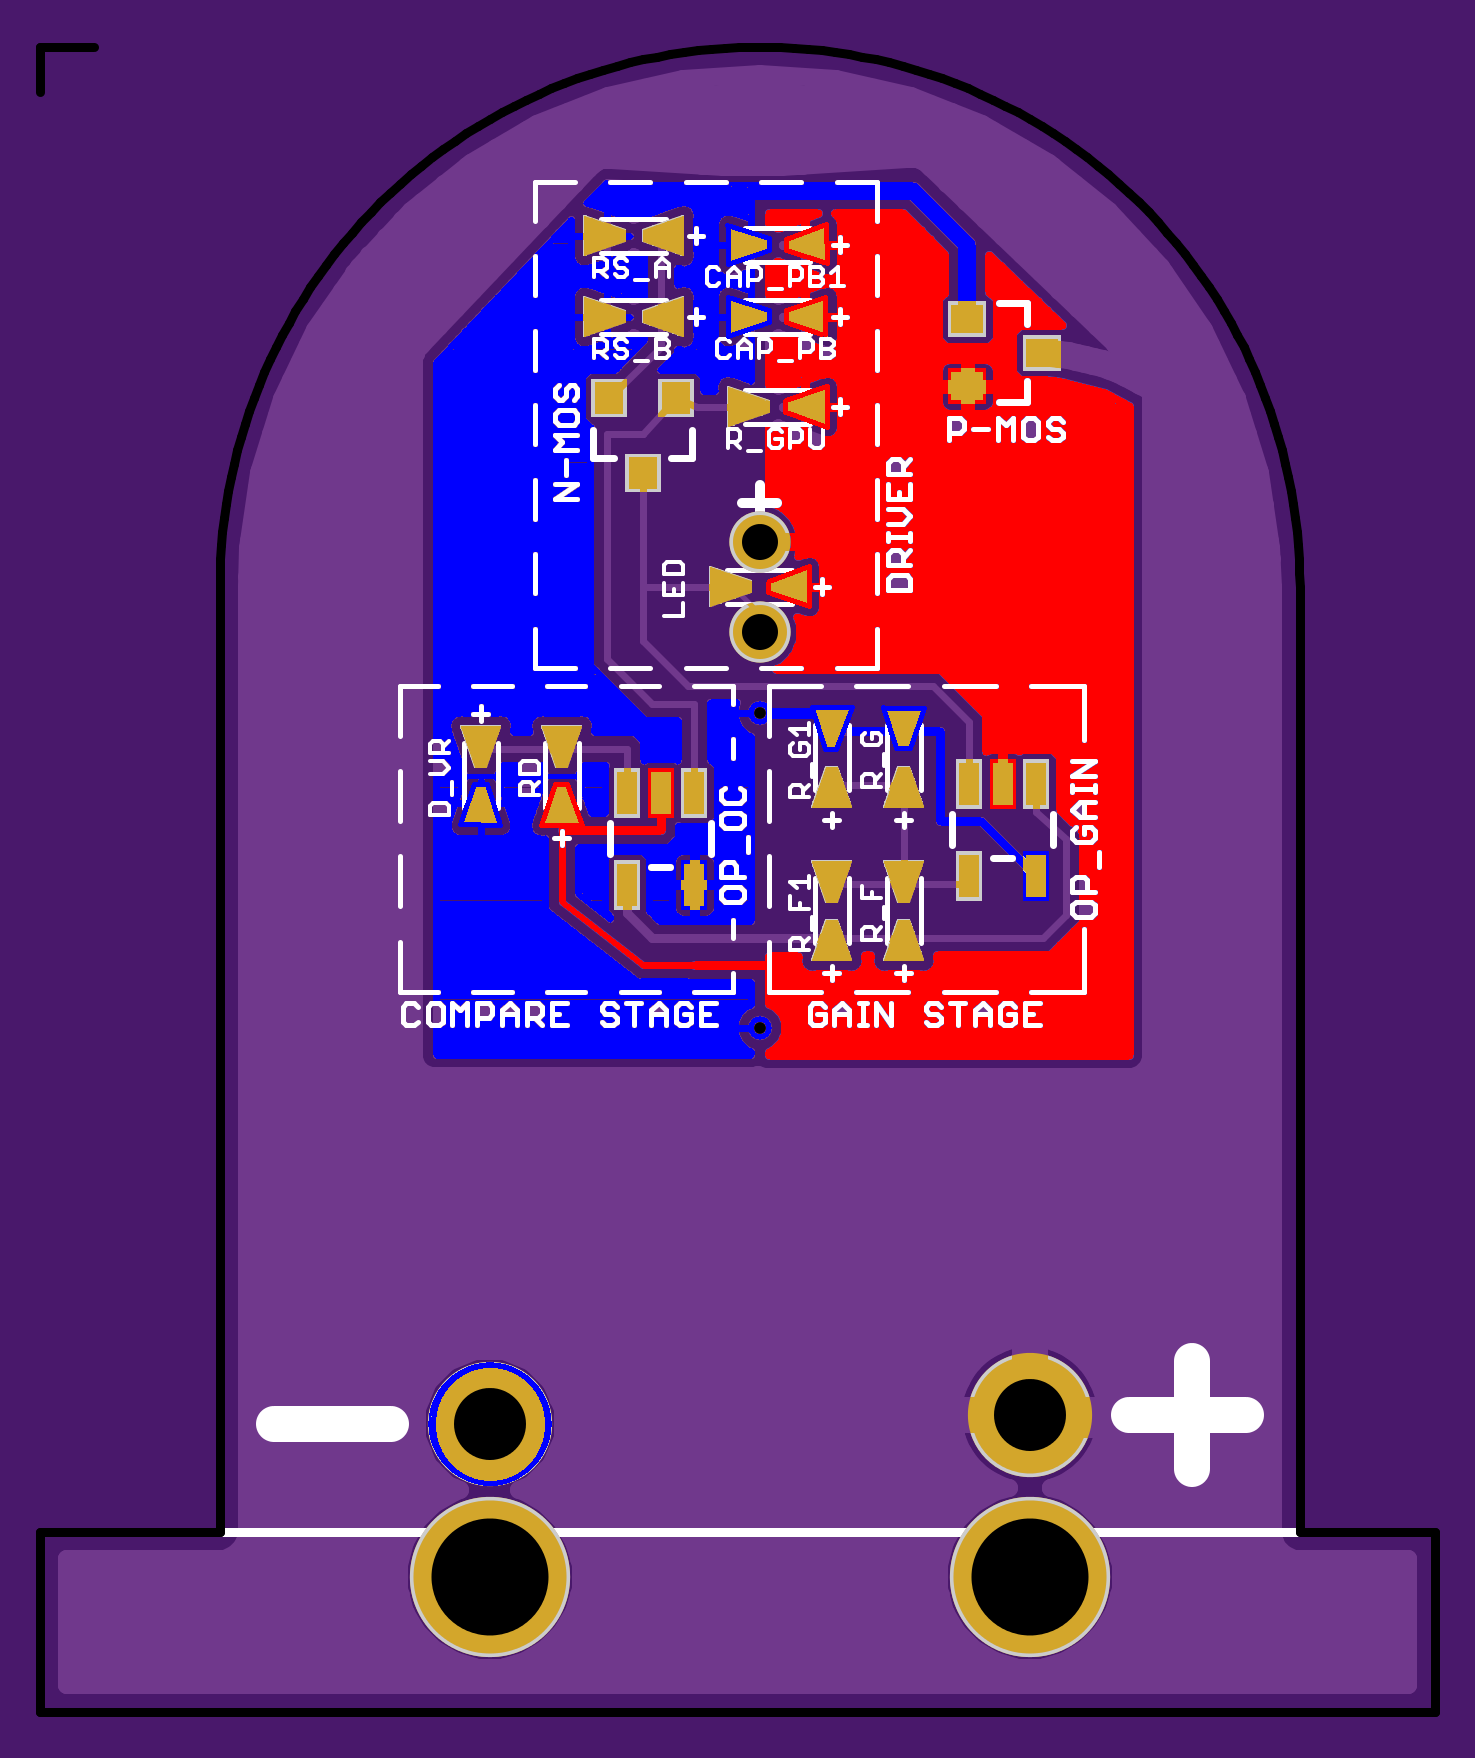 RS_A
CAP_PB1
RS_B
CAP_PB
N-MOS
R_GPU
P-MOS
DRIVER
LED
D_VR
RD
OP_OC
R_G1
R_G
OP_GAIN
R_F1
R_F
COMPARE STAGE
GAIN STAGE